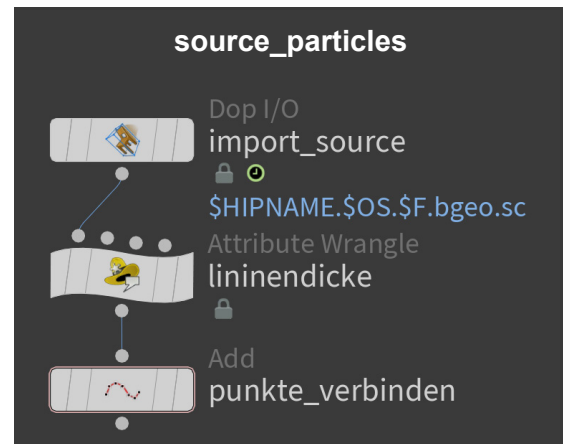 source_particles
Dop I/O
import_source
$HIPNAME.$OS.$F.bgeo.sc
Attribute Wrangle
lininendicke
Add
punkte_verbinden